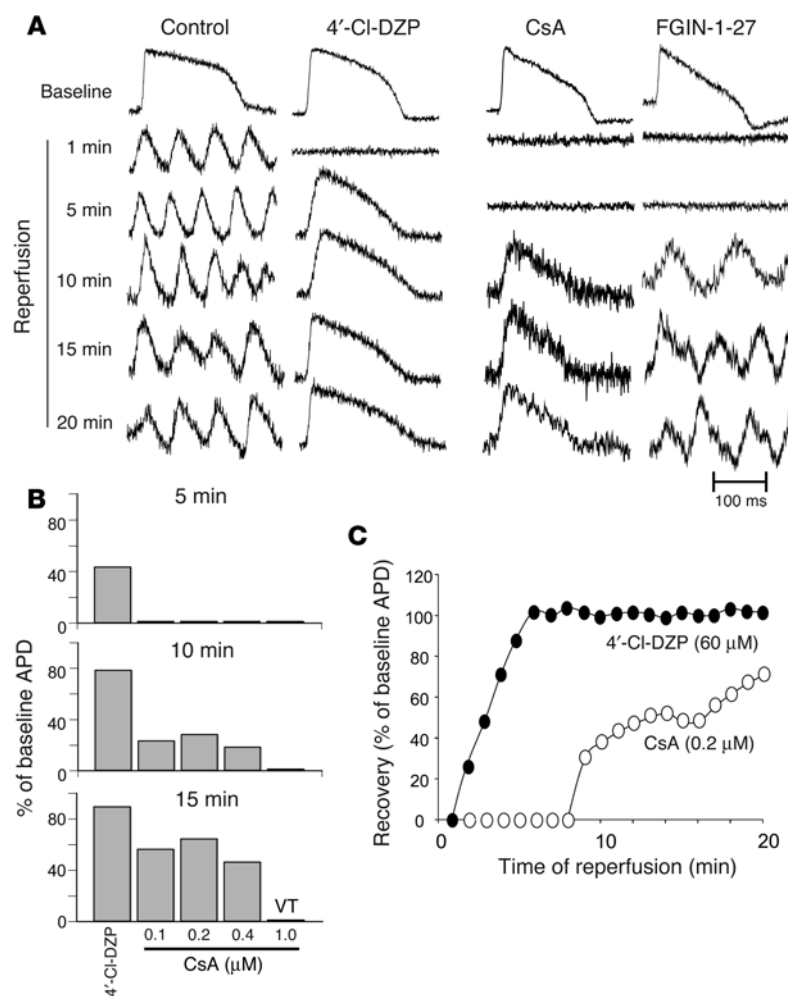 A
Control 4′-Cl-DZP CsA FGIN-1-27
Baseline
Reperfusion
1 min
5 min
10 min
15 min
20 min
100 ms
B
% of baseline APD
5 min
80
40
0
10 min
80
40
0
15 min
80
40
0
VT
4′-Cl-DZP 0.1 0.2 0.4 1.0
CsA (μM)
C
Recovery (% of baseline APD)
120
100
80
60
40
20
0
4′-Cl-DZP (60 μM)
CsA (0.2 μM)
0 10 20
Time of reperfusion (min)